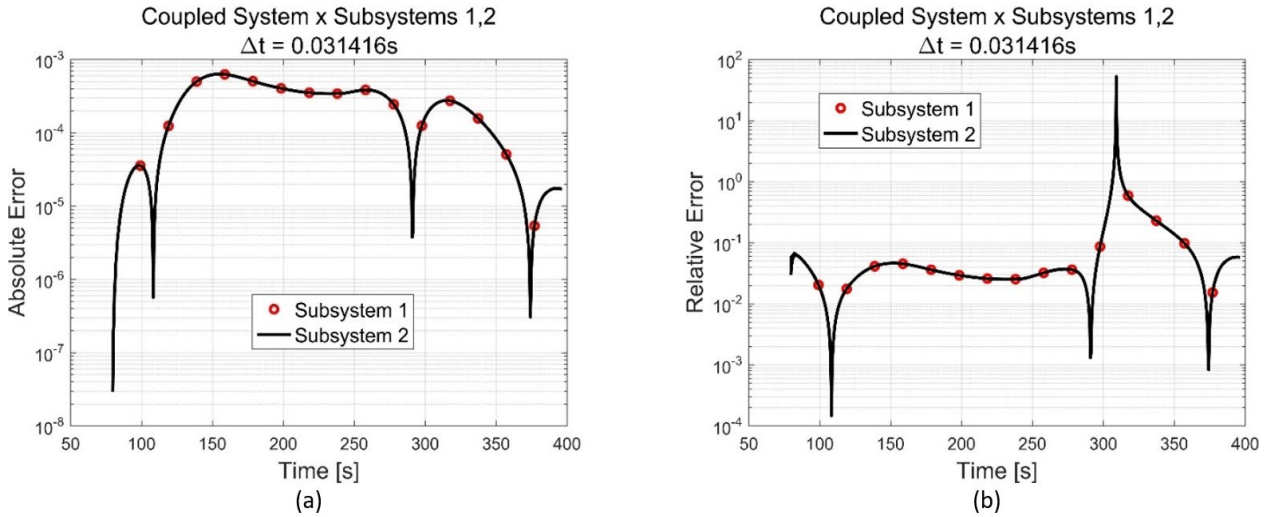 Coupled System x Subsystems 1,2
Δt = 0.031416s
Absolute Error
10^-3
10^-4
10^-5
10^-6
10^-7
10^-8
Subsystem 1
Subsystem 2
50 100 150 200 250 300 350 400
Time [s]
(a)
Coupled System x Subsystems 1,2
Δt = 0.031416s
Relative Error
10^2
10^1
10^0
10^-1
10^-2
10^-3
10^-4
Subsystem 1
Subsystem 2
50 100 150 200 250 300 350 400
Time [s]
(b)